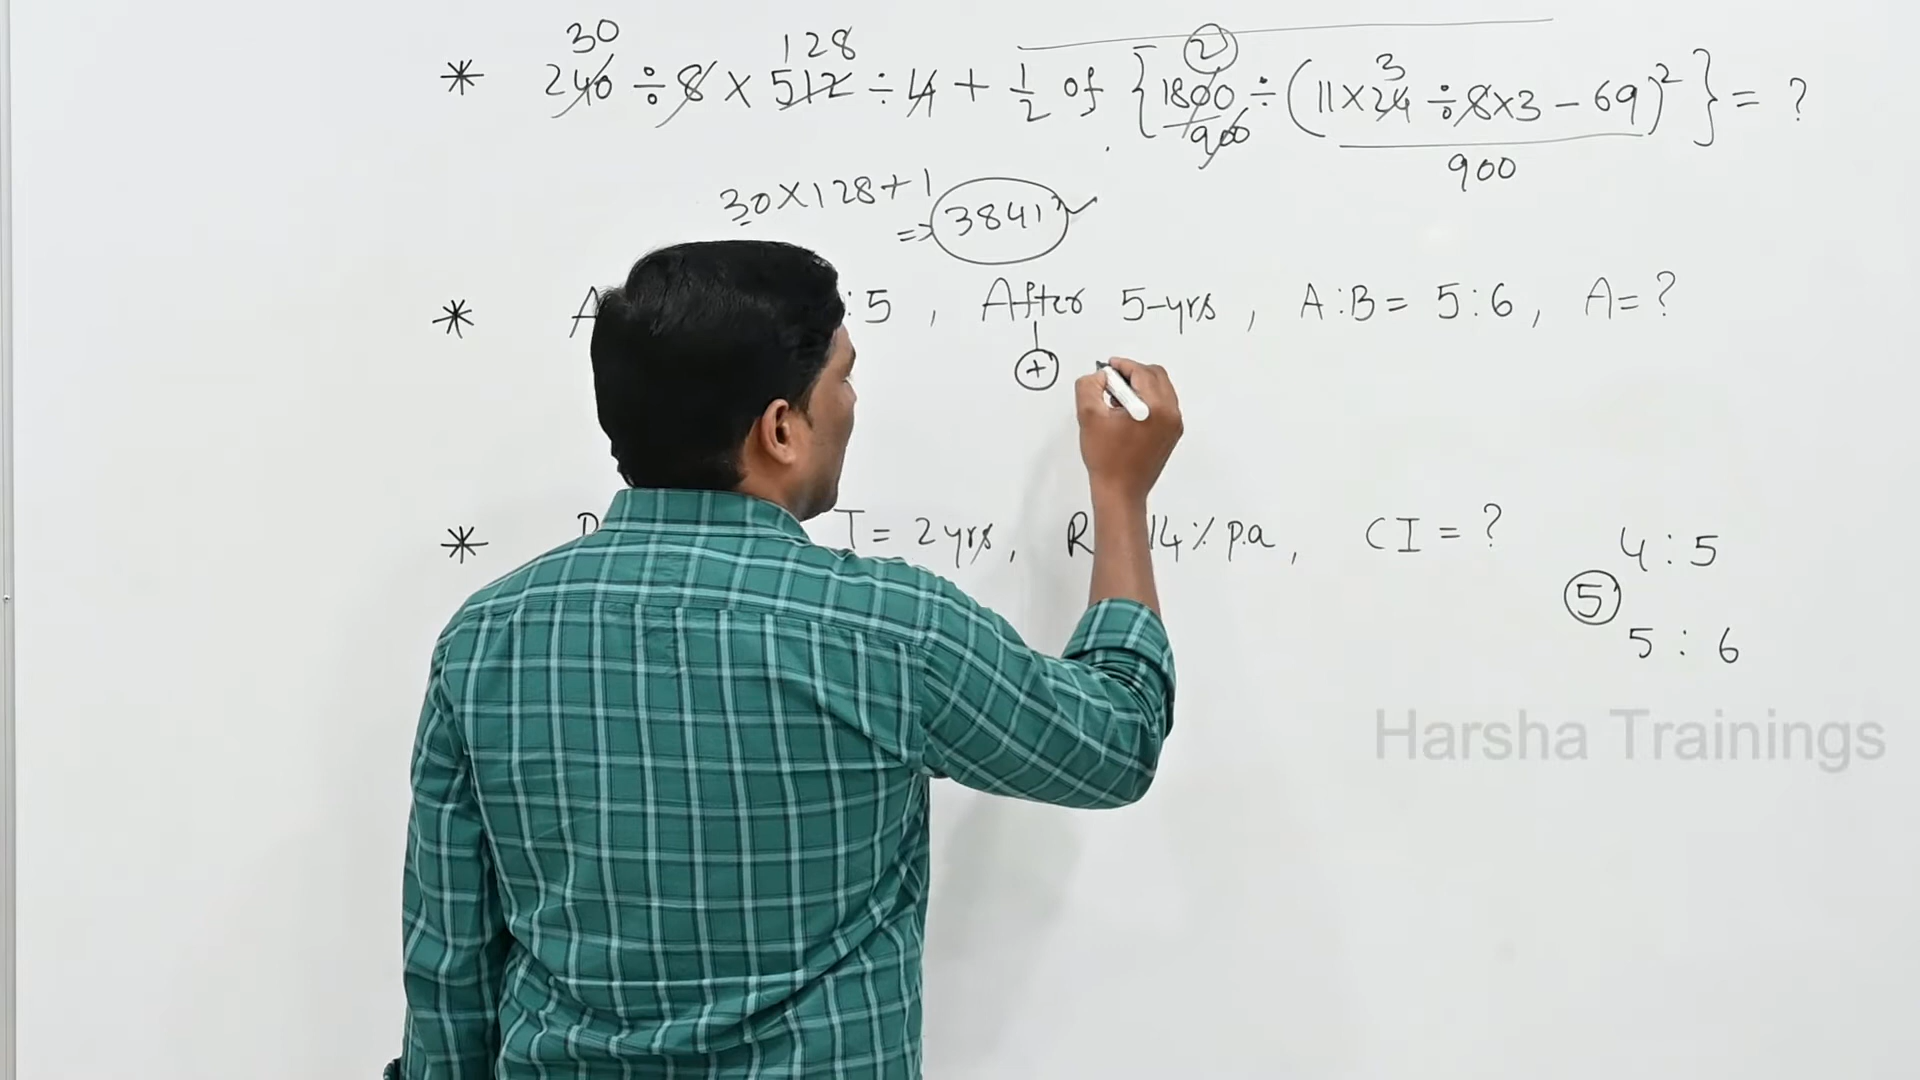 30 128 2 3
* 240 ÷ 8 × 512 ÷ 4 + 1/2 of {1800 ÷ (11 × 24 ÷ 8 × 3 - 69)²} = ?
900 900
30×128+1
=> 3841
* A :5 , After 5-yrs , A:B = 5:6 , A = ?
+
* T = 2 yrs, R 14% p.a , CI = ?
4 : 5
5
5 : 6
Harsha Trainings